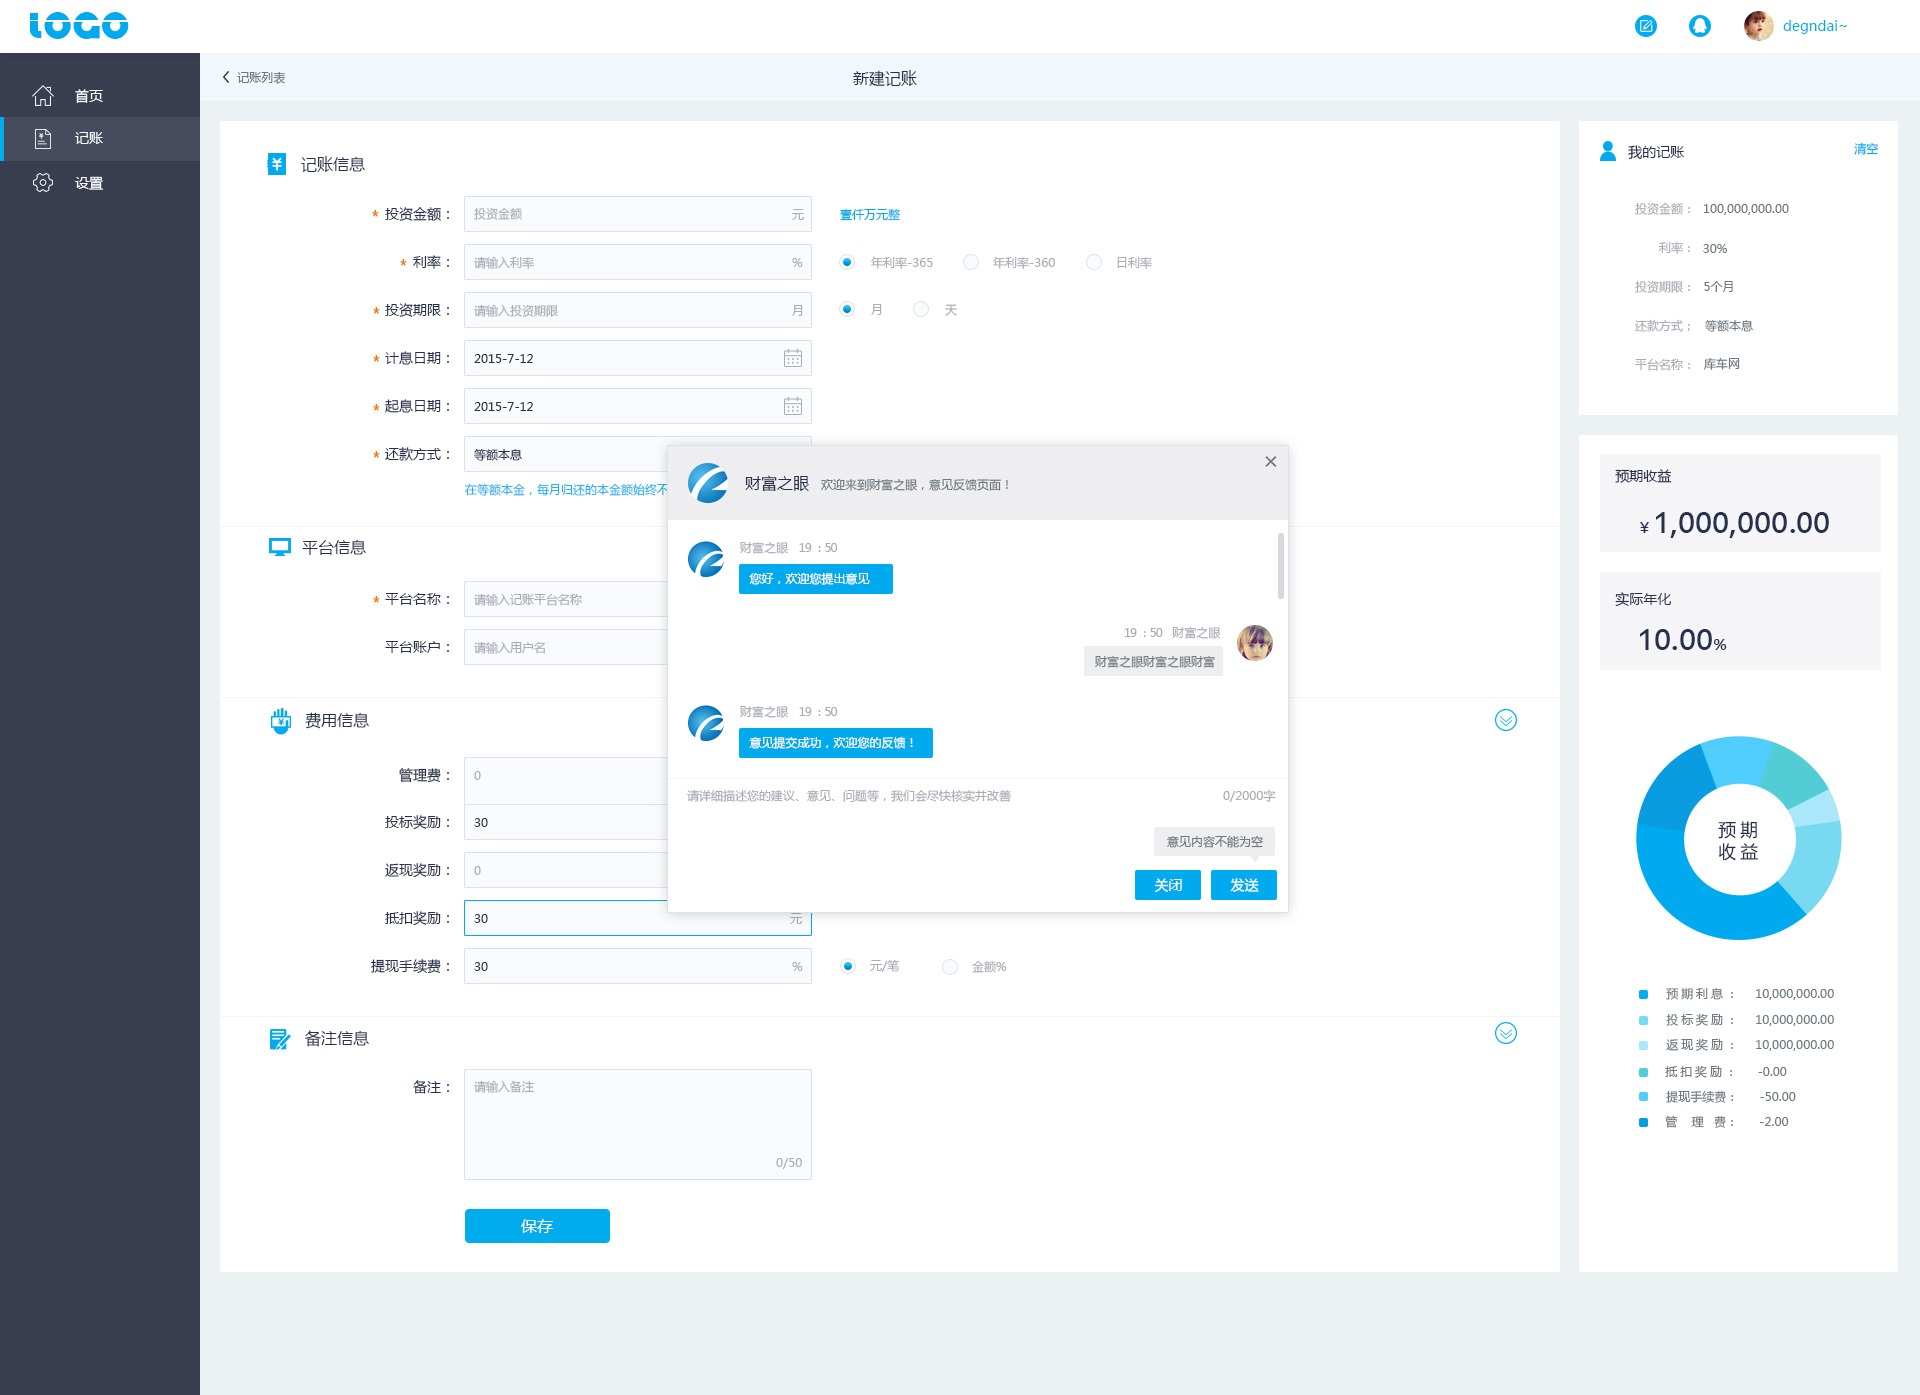 LOGO
degndai~
首页
记账
设置
记账列表
新建记账
记账信息
* 投资金额： 投资金额 元 壹仟万元整
* 利率： 请输入利率 % 年利率-365 年利率-360 日利率
* 投资期限： 请输入投资期限 月 月 天
* 计息日期： 2015-7-12
* 起息日期： 2015-7-12
* 还款方式： 等额本息
在等额本金，每月归还的本金额始终不
平台信息
* 平台名称： 请输入记账平台名称
平台账户： 请输入用户名
费用信息
管理费： 0
投标奖励： 30
返现奖励： 0
抵扣奖励： 30 元
提现手续费： 30 % 元/笔 金额%
备注信息
备注： 请输入备注
0/50
保存
财富之眼 欢迎来到财富之眼，意见反馈页面！
财富之眼 19：50
您好，欢迎您提出意见
19：50 财富之眼
财富之眼财富之眼财富
财富之眼 19：50
意见提交成功，欢迎您的反馈！
请详细描述您的建议、意见、问题等，我们会尽快核实并改善 0/2000字
意见内容不能为空
关闭 发送
我的记账 清空
投资金额： 100,000,000.00
利率： 30%
投资期限： 5个月
还款方式； 等额本息
平台名称： 库车网
预期收益
¥1,000,000.00
实际年化
10.00%
预期
收益
预期利息： 10,000,000.00
投标奖励： 10,000,000.00
返现奖励： 10,000,000.00
抵扣奖励： -0.00
提现手续费： -50.00
管 理 费： -2.00